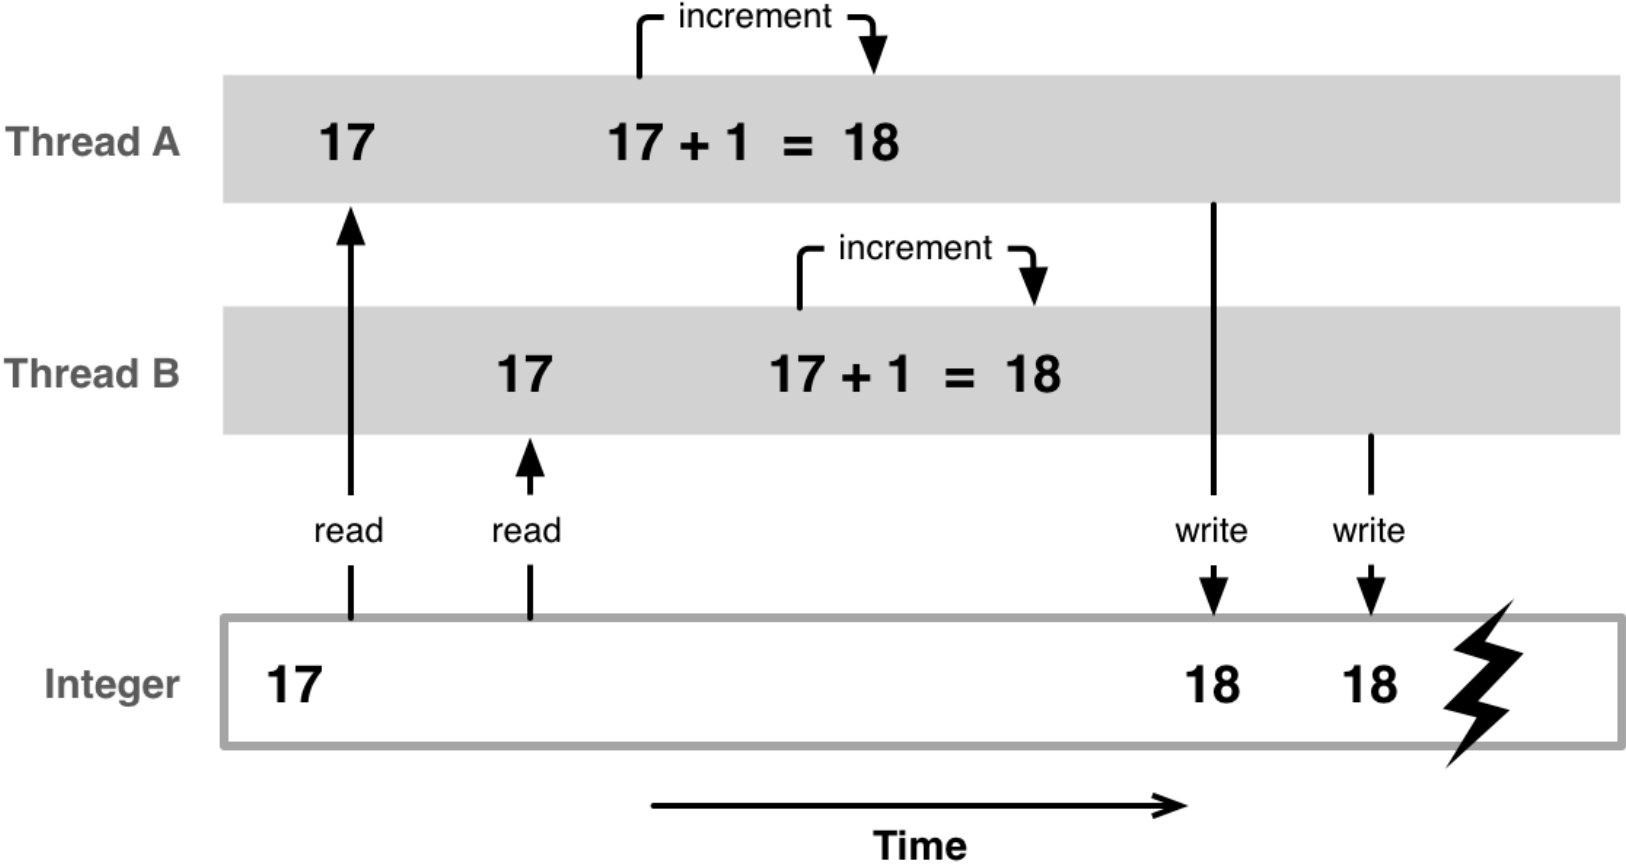 increment
Thread A 17 17 + 1 = 18
increment
Thread B 17 17 + 1 = 18
read read write write
Integer 17 18 18
Time